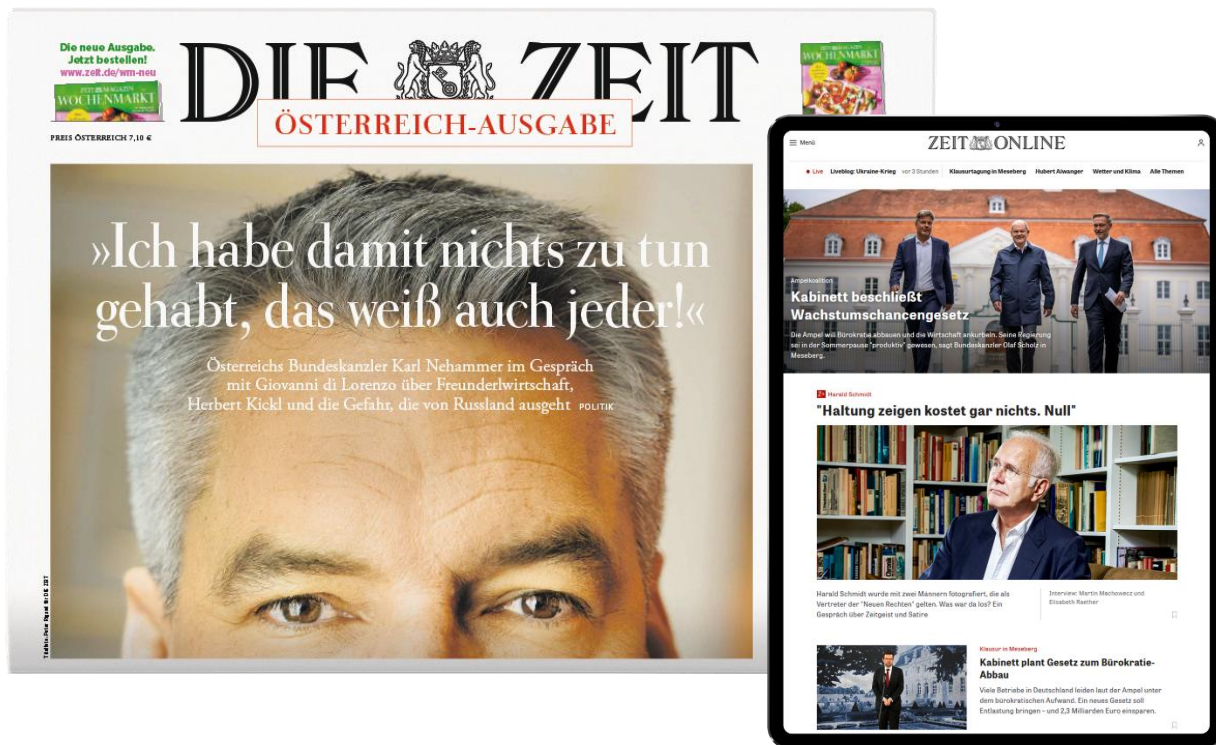 Die neue Ausgabe.
Jetzt bestellen!
www.zeit.de/wm-neu
ZEIT MAGAZIN
WOCHENMARKT
PREIS ÖSTERREICH 7,10 €
DIE ZEIT
ÖSTERREICH-AUSGABE
WOCHENMARKT
»Ich habe damit nichts zu tun
gehabt, das weiß auch jeder!«
Österreichs Bundeskanzler Karl Nehammer im Gespräch
mit Giovanni di Lorenzo über Freunderlwirtschaft,
Herbert Kickl und die Gefahr, die von Russland ausgeht POLITIK
Menü
ZEIT ONLINE
Live Liveblog: Ukraine-Krieg vor 3 Stunden Klausurtagung in Meseberg Hubert Aiwanger Wetter und Klima Alle Themen
Ampelkoalition
Kabinett beschließt
Wachstumschancengesetz
Die Ampel will Bürokratie abbauen und die Wirtschaft ankurbeln. Seine Regierung
sei in der Sommerpause "produktiv" gewesen, sagt Bundeskanzler Olaf Scholz in
Meseberg.
Z+ Harald Schmidt
"Haltung zeigen kostet gar nichts. Null"
Harald Schmidt wurde mit zwei Männern fotografiert, die als
Vertreter der "Neuen Rechten" gelten. Was war da los? Ein
Gespräch über Zeitgeist und Satire
Interview: Martin Machowecz und
Elisabeth Raether
Klausur in Meseberg
Kabinett plant Gesetz zum Bürokratie-
Abbau
Viele Betriebe in Deutschland leiden laut der Ampel unter
dem bürokratischen Aufwand. Ein neues Gesetz soll
Entlastung bringen – und 2,3 Milliarden Euro einsparen.